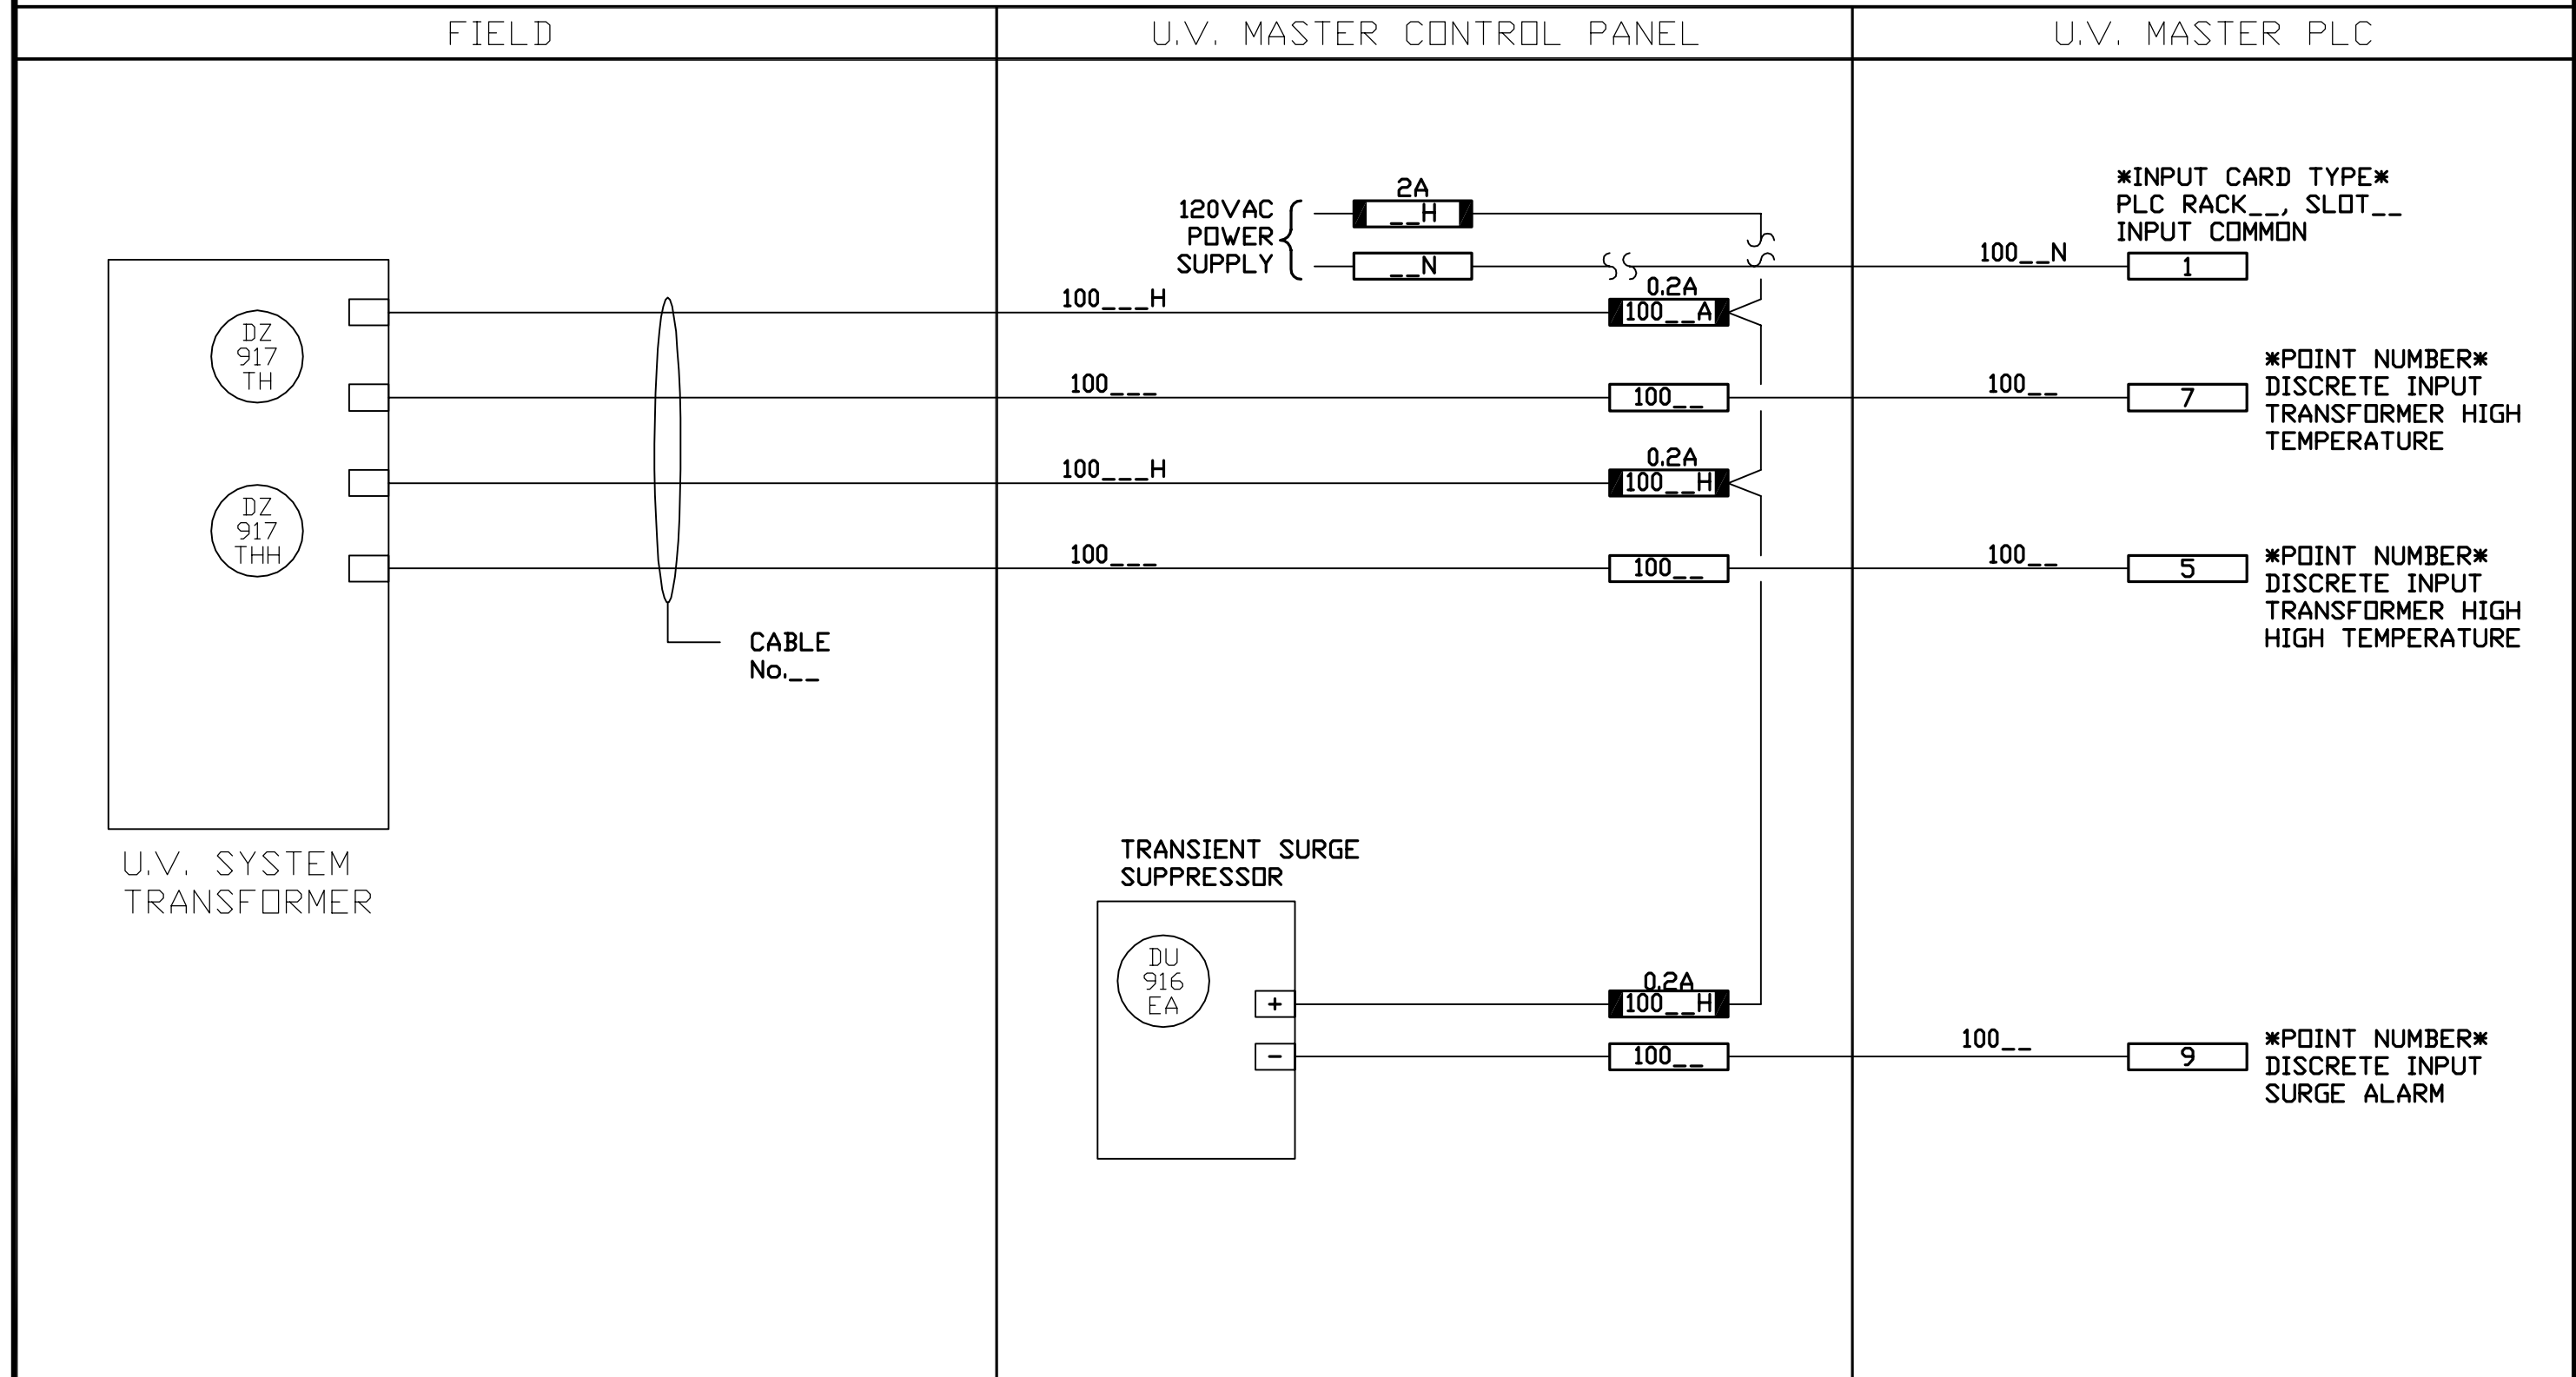 FIELD
U.V. MASTER CONTROL PANEL
U.V. MASTER PLC
*INPUT CARD TYPE*
PLC RACK__, SLOT__
INPUT COMMON
120VAC
POWER
SUPPLY
2A
__H
__N
100__N
1
DZ
917
TH
100___H
0.2A
100__A
100___
100__
100__
7
*POINT NUMBER*
DISCRETE INPUT
TRANSFORMER HIGH
TEMPERATURE
DZ
917
THH
100___H
0.2A
100__H
100___
100__
100__
5
*POINT NUMBER*
DISCRETE INPUT
TRANSFORMER HIGH
HIGH TEMPERATURE
CABLE
No.__
U.V. SYSTEM
TRANSFORMER
TRANSIENT SURGE
SUPPRESSOR
DU
916
EA
+
-
0.2A
100__H
100__
100__
9
*POINT NUMBER*
DISCRETE INPUT
SURGE ALARM